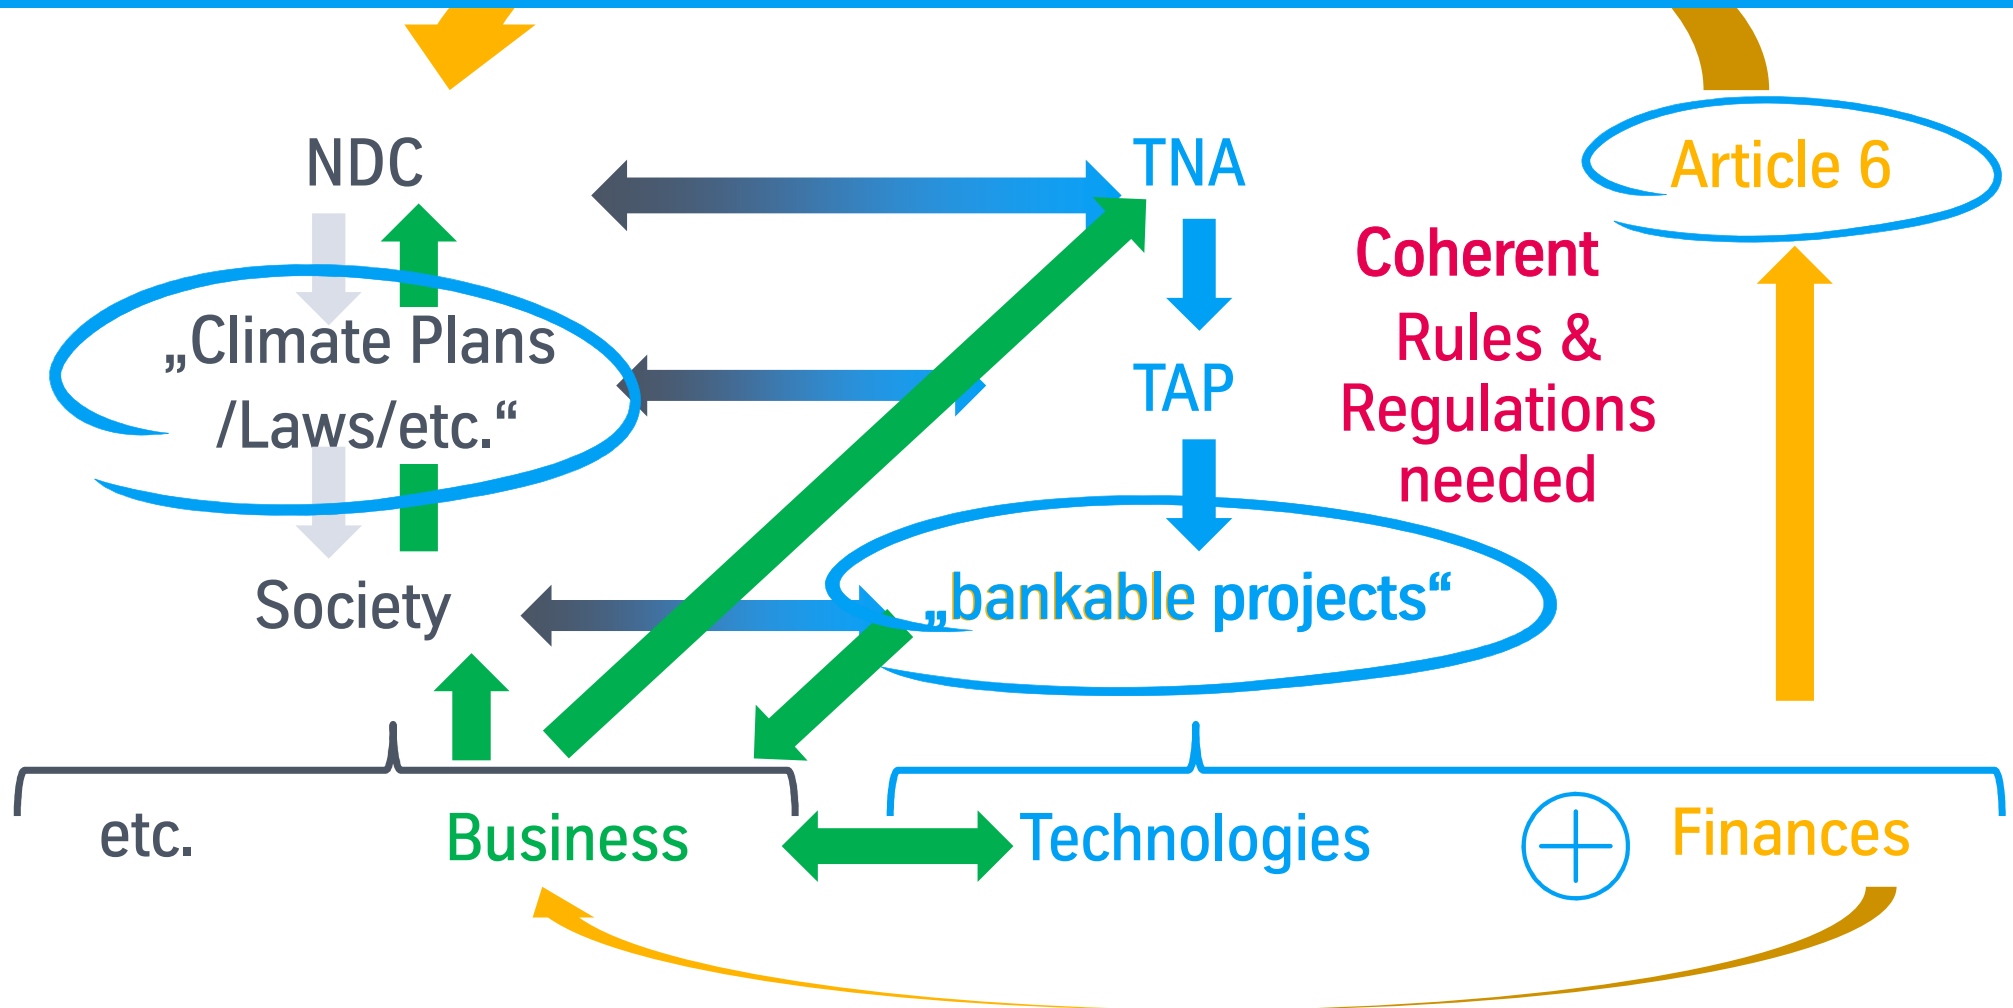 NDC
TNA
Article 6
Coherent
Rules &
Regulations
needed
„Climate Plans
/Laws/etc.“
TAP
Society
„bankable projects“
etc.
Business
Technologies
Finances